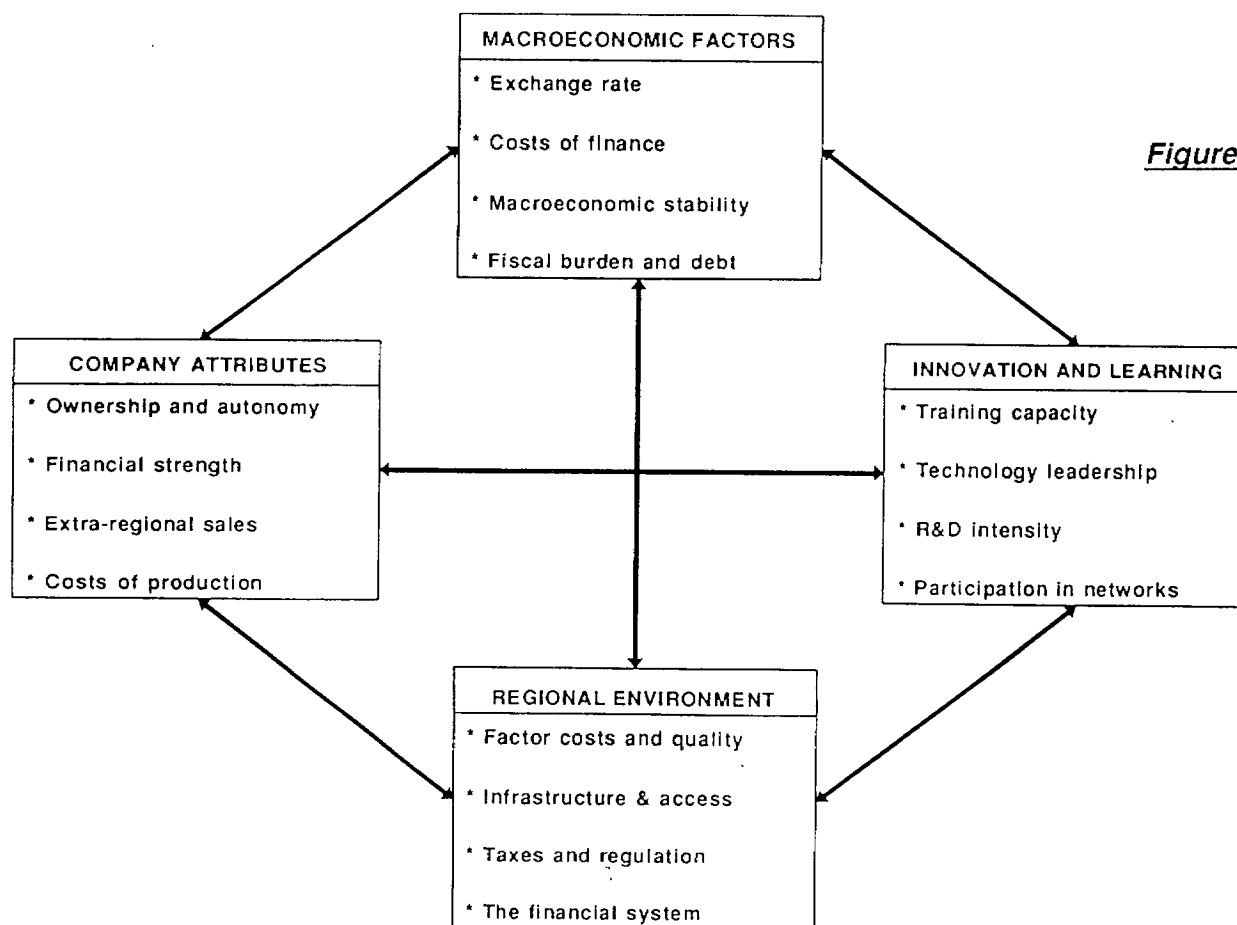 MACROECONOMIC FACTORS
* Exchange rate
* Costs of finance
* Macroeconomic stability
* Fiscal burden and debt
Figure
COMPANY ATTRIBUTES
* Ownership and autonomy
* Financial strength
* Extra-regional sales
* Costs of production
INNOVATION AND LEARNING
* Training capacity
* Technology leadership
* R&D intensity
* Participation in networks
REGIONAL ENVIRONMENT
* Factor costs and quality
* Infrastructure & access
* Taxes and regulation
* The financial system